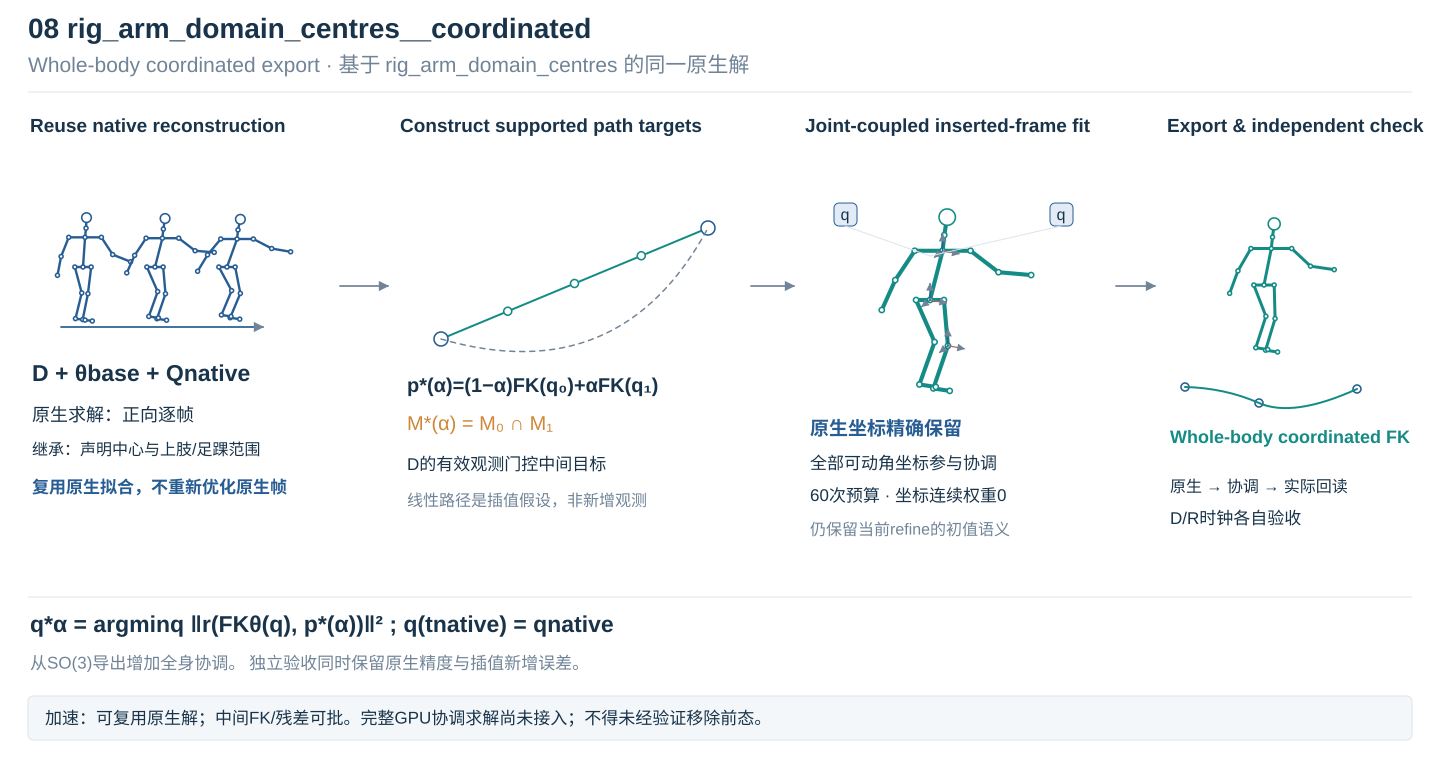 08 rig_arm_domain_centres__coordinated
Whole-body coordinated export · 基于 rig_arm_domain_centres 的同一原生解
Reuse native reconstruction
D + θbase + Qnative
原生求解：正向逐帧
继承：声明中心与上肢/足踝范围
复用原生拟合，不重新优化原生帧
Construct supported path targets
p*(α)=(1−α)FK(q₀)+αFK(q₁)
M*(α) = M₀ ∩ M₁
D的有效观测门控中间目标
线性路径是插值假设，非新增观测
Joint-coupled inserted-frame fit
q
q
原生坐标精确保留
全部可动角坐标参与协调
60次预算 · 坐标连续权重0
仍保留当前refine的初值语义
Export & independent check
Whole-body coordinated FK
原生 → 协调 → 实际回读
D/R时钟各自验收
q*α = argminq ‖r(FKθ(q), p*(α))‖² ; q(tnative) = qnative
从SO(3)导出增加全身协调。 独立验收同时保留原生精度与插值新增误差。
加速：可复用原生解；中间FK/残差可批。完整GPU协调求解尚未接入；不得未经验证移除前态。